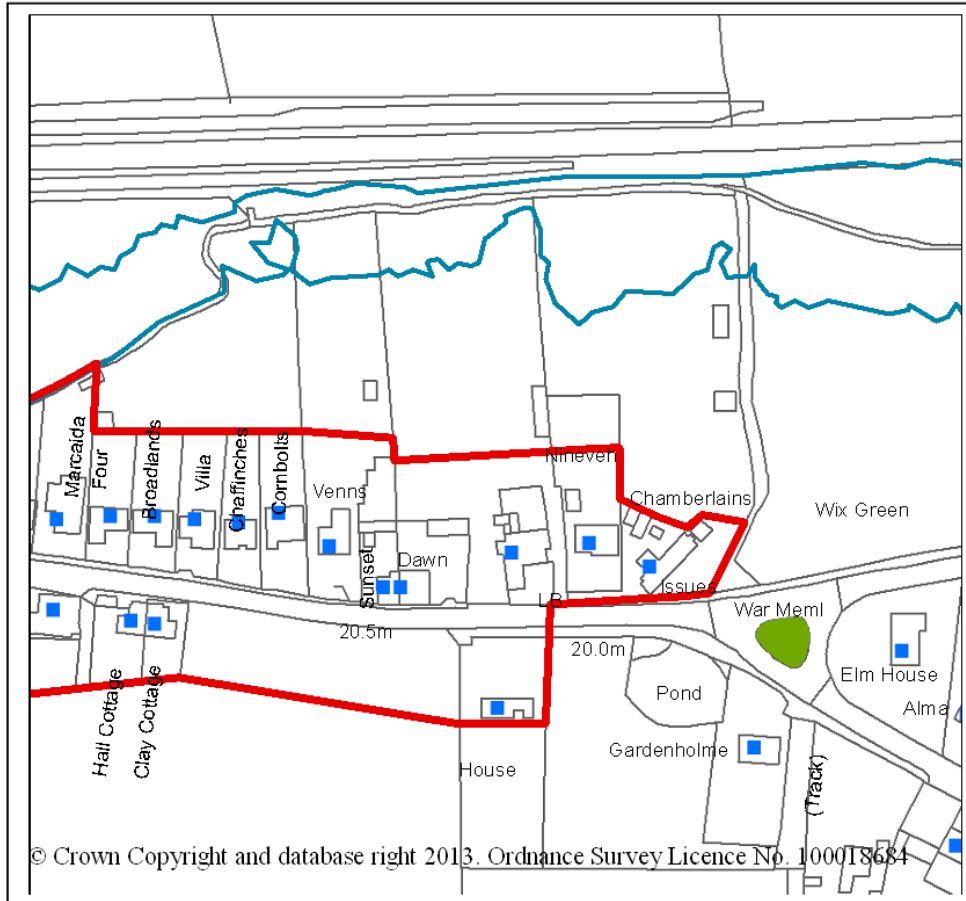 Marcaida
Four
Broadlands
Villa
Chaffinches
Cornbolts
Venns
Nineveh
Chamberlains
Wix Green
Sunset
Dawn
Issues
LB
War Meml
20.5m
20.0m
Elm House
Pond
Alma
Hall Cottage
Clay Cottage
Gardenholme
House
(Track)
© Crown Copyright and database right 2013. Ordnance Survey Licence No. 100018684